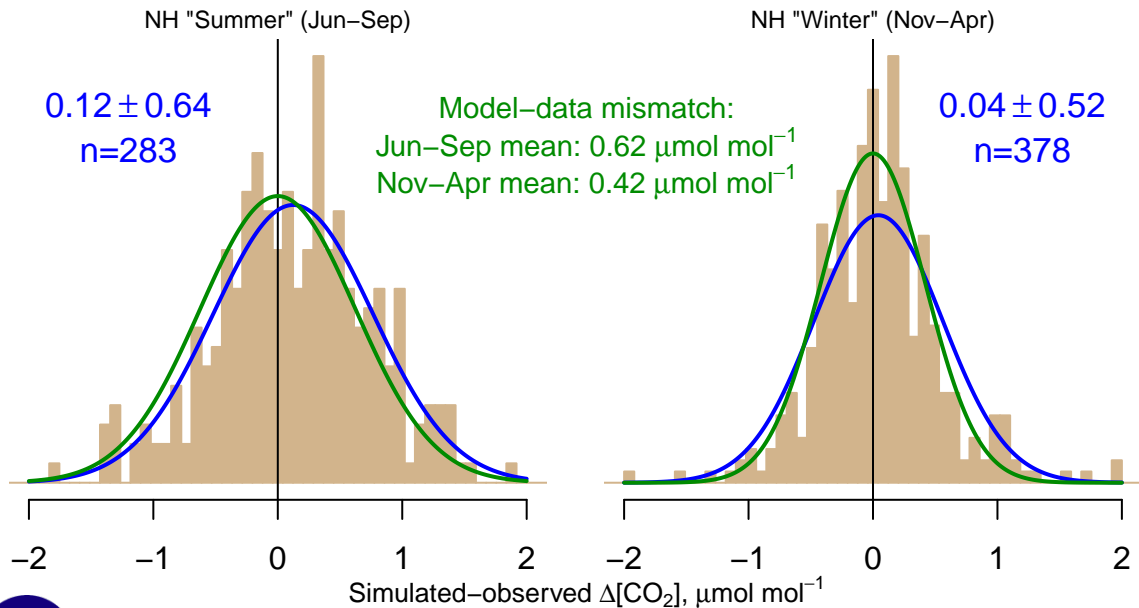 NH "Summer" (Jun−Sep)
NH "Winter" (Nov−Apr)
0.12 ± 0.64
n=283
Model−data mismatch:
Jun−Sep mean: 0.62 μmol mol⁻¹
Nov−Apr mean: 0.42 μmol mol⁻¹
0.04 ± 0.52
n=378
−2 −1 0 1 2
−2 −1 0 1 2
Simulated−observed Δ[CO₂], μmol mol⁻¹